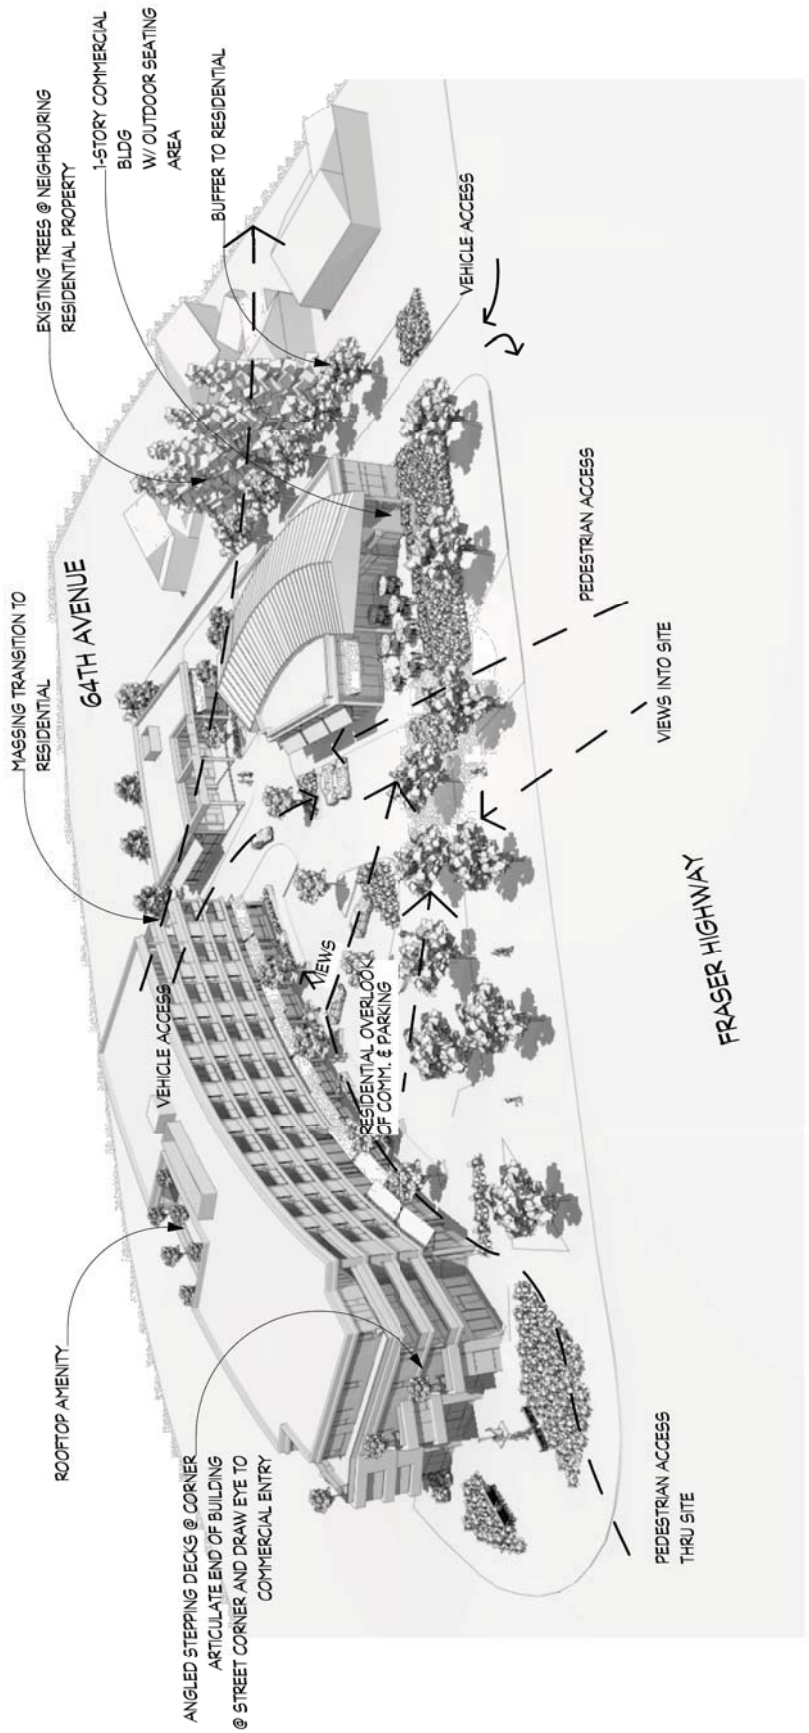 ANGLED STEPPING DECKS @ CORNER
ARTICULATE END OF BUILDING
@ STREET CORNER AND DRAW EYE TO
COMMERCIAL ENTRY
ROOFTOP AMENITY
MASSING TRANSITION TO
RESIDENTIAL
64TH AVENUE
EXISTING TREES @ NEIGHBOURING
RESIDENTIAL PROPERTY
1-STORY COMMERCIAL
BLDG
W/ OUTDOOR SEATING
AREA
BUFFER TO RESIDENTIAL
VEHICLE ACCESS
VIEWS
RESIDENTIAL OVERLOOK
OF COMM. & PARKING
VEHICLE ACCESS
PEDESTRIAN ACCESS
VIEWS INTO SITE
FRASER HIGHWAY
PEDESTRIAN ACCESS
THRU SITE